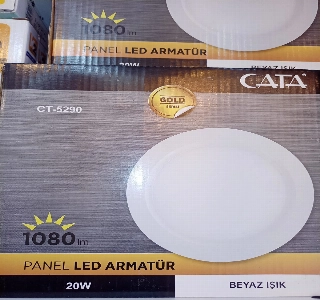 1080 lm
PANEL LED ARMATÜR
20W
BEYAZ IŞIK
CATA
CT-5290
GOLD
1080 lm
PANEL LED ARMATÜR
20W
BEYAZ IŞIK